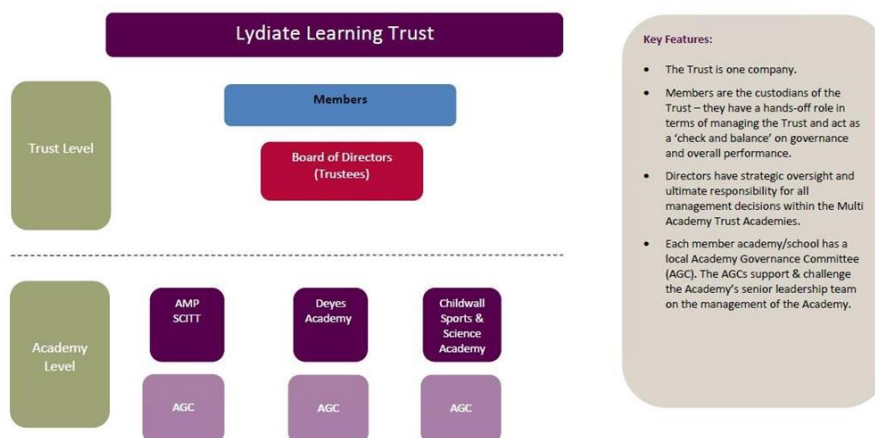 Lydiate Learning Trust
Trust Level
Members
Board of Directors
(Trustees)
Academy
Level
AMP
SCITT
Deyes
Academy
Childwall
Sports &
Science
Academy
AGC
AGC
AGC
Key Features:
• The Trust is one company.
• Members are the custodians of the
Trust – they have a hands-off role in
terms of managing the Trust and act as
a ‘check and balance’ on governance
and overall performance.
• Directors have strategic oversight and
ultimate responsibility for all
management decisions within the Multi
Academy Trust Academies.
• Each member academy/school has a
local Academy Governance Committee
(AGC). The AGCs support & challenge
the Academy’s senior leadership team
on the management of the Academy.